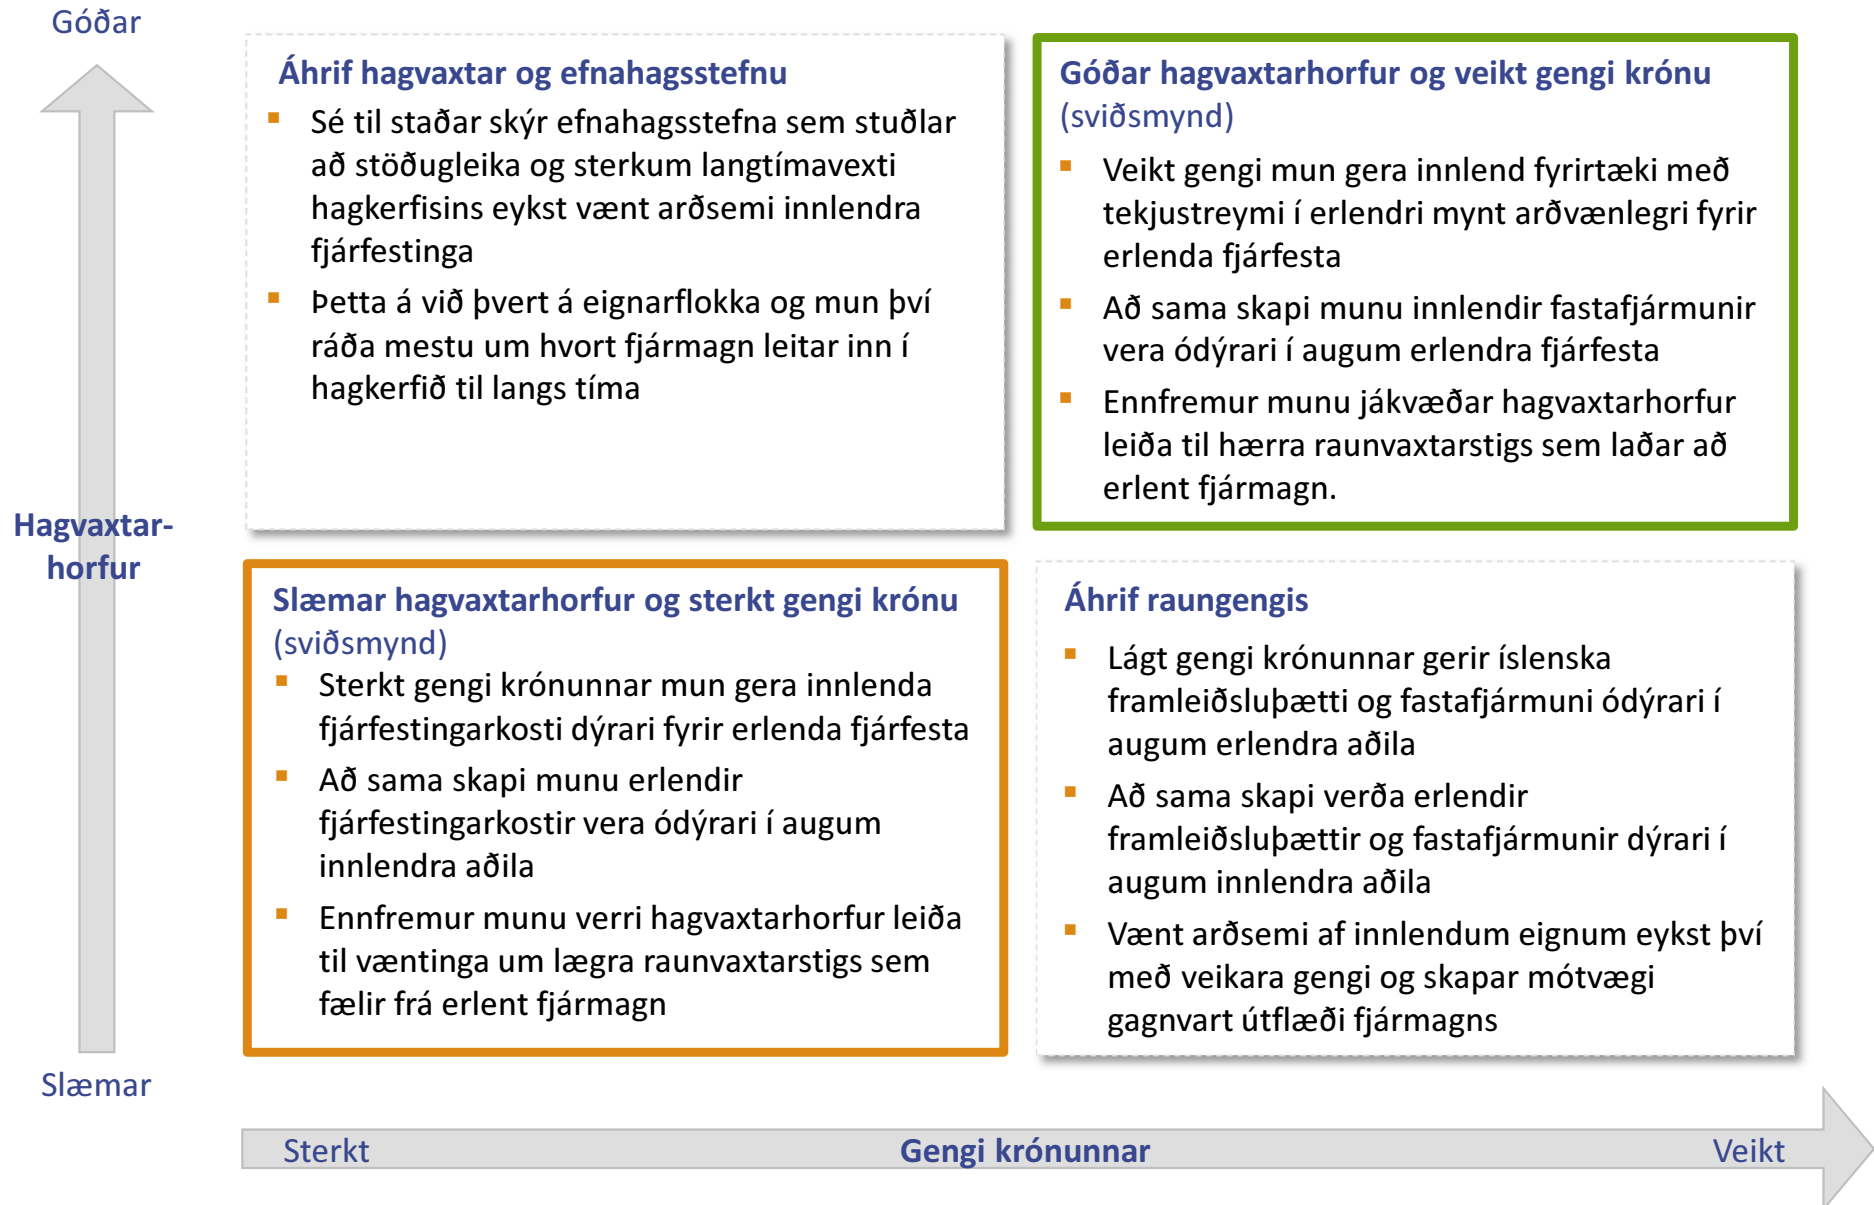 Góðar
Áhrif hagvaxtar og efnahagsstefnu
▪ Sé til staðar skýr efnahagsstefna sem stuðlar
að stöðugleika og sterkum langtímavexti
hagkerfisins eykst vænt arðsemi innlendra
fjárfestinga
▪ Þetta á við þvert á eignarflokka og mun því
ráða mestu um hvort fjármagn leitar inn í
hagkerfið til langs tíma
Góðar hagvaxtarhorfur og veikt gengi krónu
(sviðsmynd)
▪ Veikt gengi mun gera innlend fyrirtæki með
tekjustreymi í erlendri mynt arðvænlegri fyrir
erlenda fjárfesta
▪ Að sama skapi munu innlendir fastafjármunir
vera ódýrari í augum erlendra fjárfesta
▪ Ennfremur munu jákvæðar hagvaxtarhorfur
leiða til hærra raunvaxtarstigs sem laðar að
erlent fjármagn.
Hagvaxtar-
horfur
Slæmar hagvaxtarhorfur og sterkt gengi krónu
(sviðsmynd)
▪ Sterkt gengi krónunnar mun gera innlenda
fjárfestingarkosti dýrari fyrir erlenda fjárfesta
▪ Að sama skapi munu erlendir
fjárfestingarkostir vera ódýrari í augum
innlendra aðila
▪ Ennfremur munu verri hagvaxtarhorfur leiða
til væntinga um lægra raunvaxtarstigs sem
fælir frá erlent fjármagn
Áhrif raungengis
▪ Lágt gengi krónunnar gerir íslenska
framleiðsluþætti og fastafjármuni ódýrari í
augum erlendra aðila
▪ Að sama skapi verða erlendir
framleiðsluþættir og fastafjármunir dýrari í
augum innlendra aðila
▪ Vænt arðsemi af innlendum eignum eykst því
með veikara gengi og skapar mótvægi
gagnvart útflæði fjármagns
Slæmar
Sterkt
Gengi krónunnar
Veikt